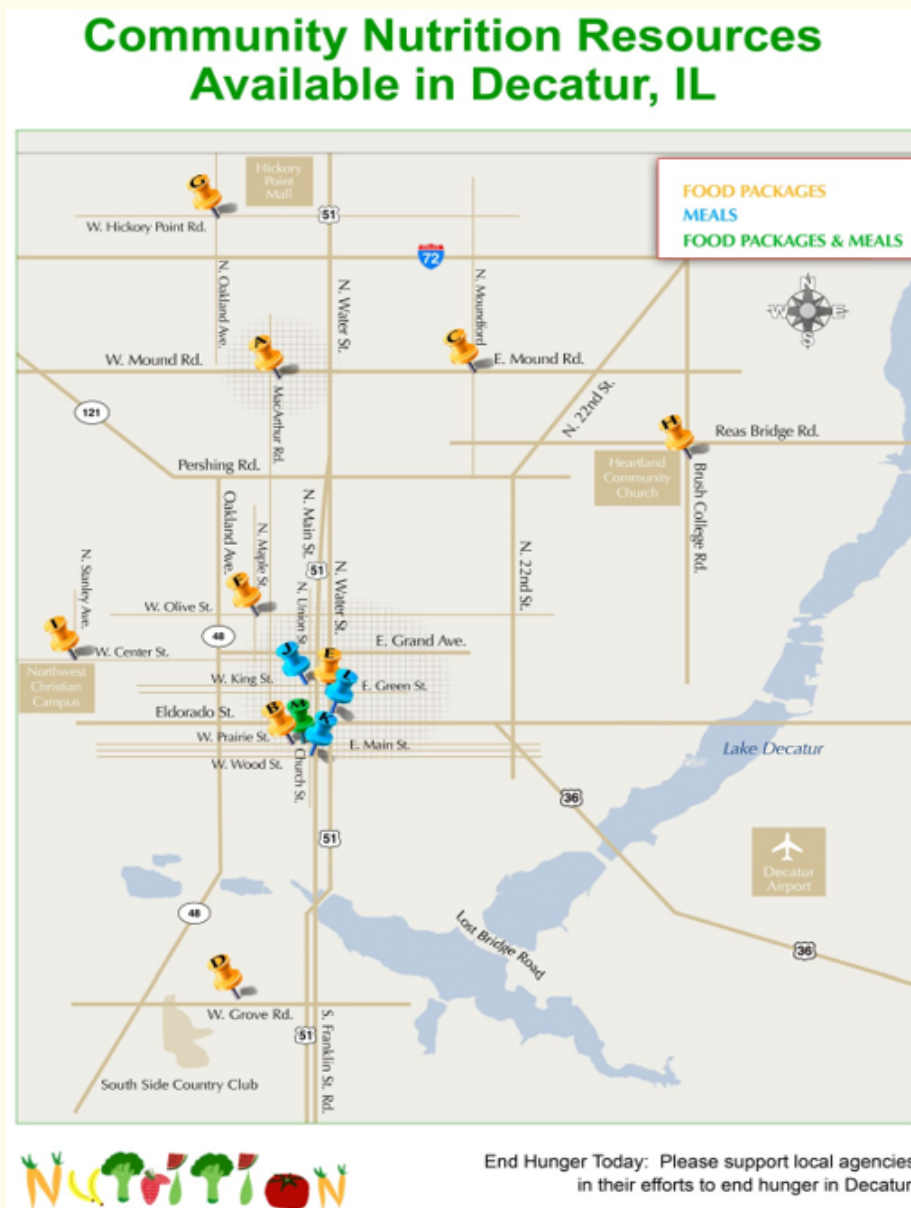 Community Nutrition Resources
Available in Decatur, IL
FOOD PACKAGES
MEALS
FOOD PACKAGES & MEALS
Hickory
Point
Mall
G
51
W. Hickory Point Rd.
72
N
W
E
S
N. Oakland Ave.
N. Water St.
N. Moundford
A
C
W. Mound Rd.
E. Mound Rd.
121
MacArthur Rd.
N. 22nd St.
H
Reas Bridge Rd.
Pershing Rd.
Heartland
Community
Church
Brush College Rd.
Oakland Ave.
N. Maple St.
N. Main St.
51
N. Union St
N. Water St.
N. 22nd St.
N. Stanley Ave.
F
W. Olive St.
I
48
E. Grand Ave.
W. Center St.
J
E
Northwest
Christian
Campus
W. King St.
L
E. Green St.
Eldorado St.
B
M
K
W. Prairie St.
E. Main St.
W. Wood St.
Church St.
Lake Decatur
36
51
Decatur
Airport
48
Lost Bridge Road
36
D
W. Grove Rd.
51
S. Franklin St. Rd.
South Side Country Club
NUTRITION
End Hunger Today: Please support local agencies
in their efforts to end hunger in Decatur